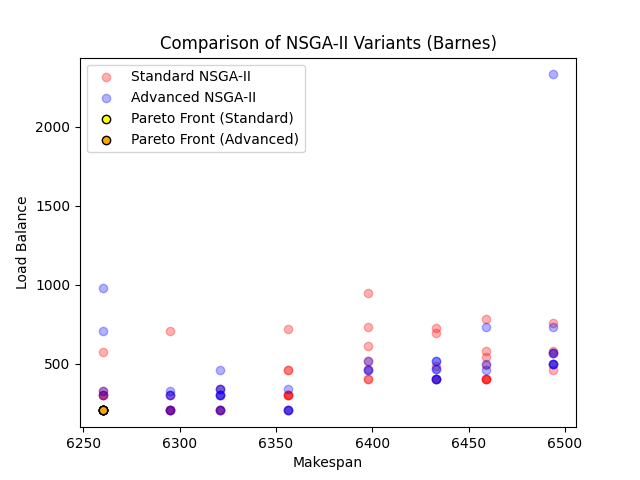 Comparison of NSGA-II Variants (Barnes)
Standard NSGA-II
Advanced NSGA-II
Pareto Front (Standard)
Pareto Front (Advanced)
Load Balance
2000
1500
1000
500
6250 6300 6350 6400 6450 6500
Makespan